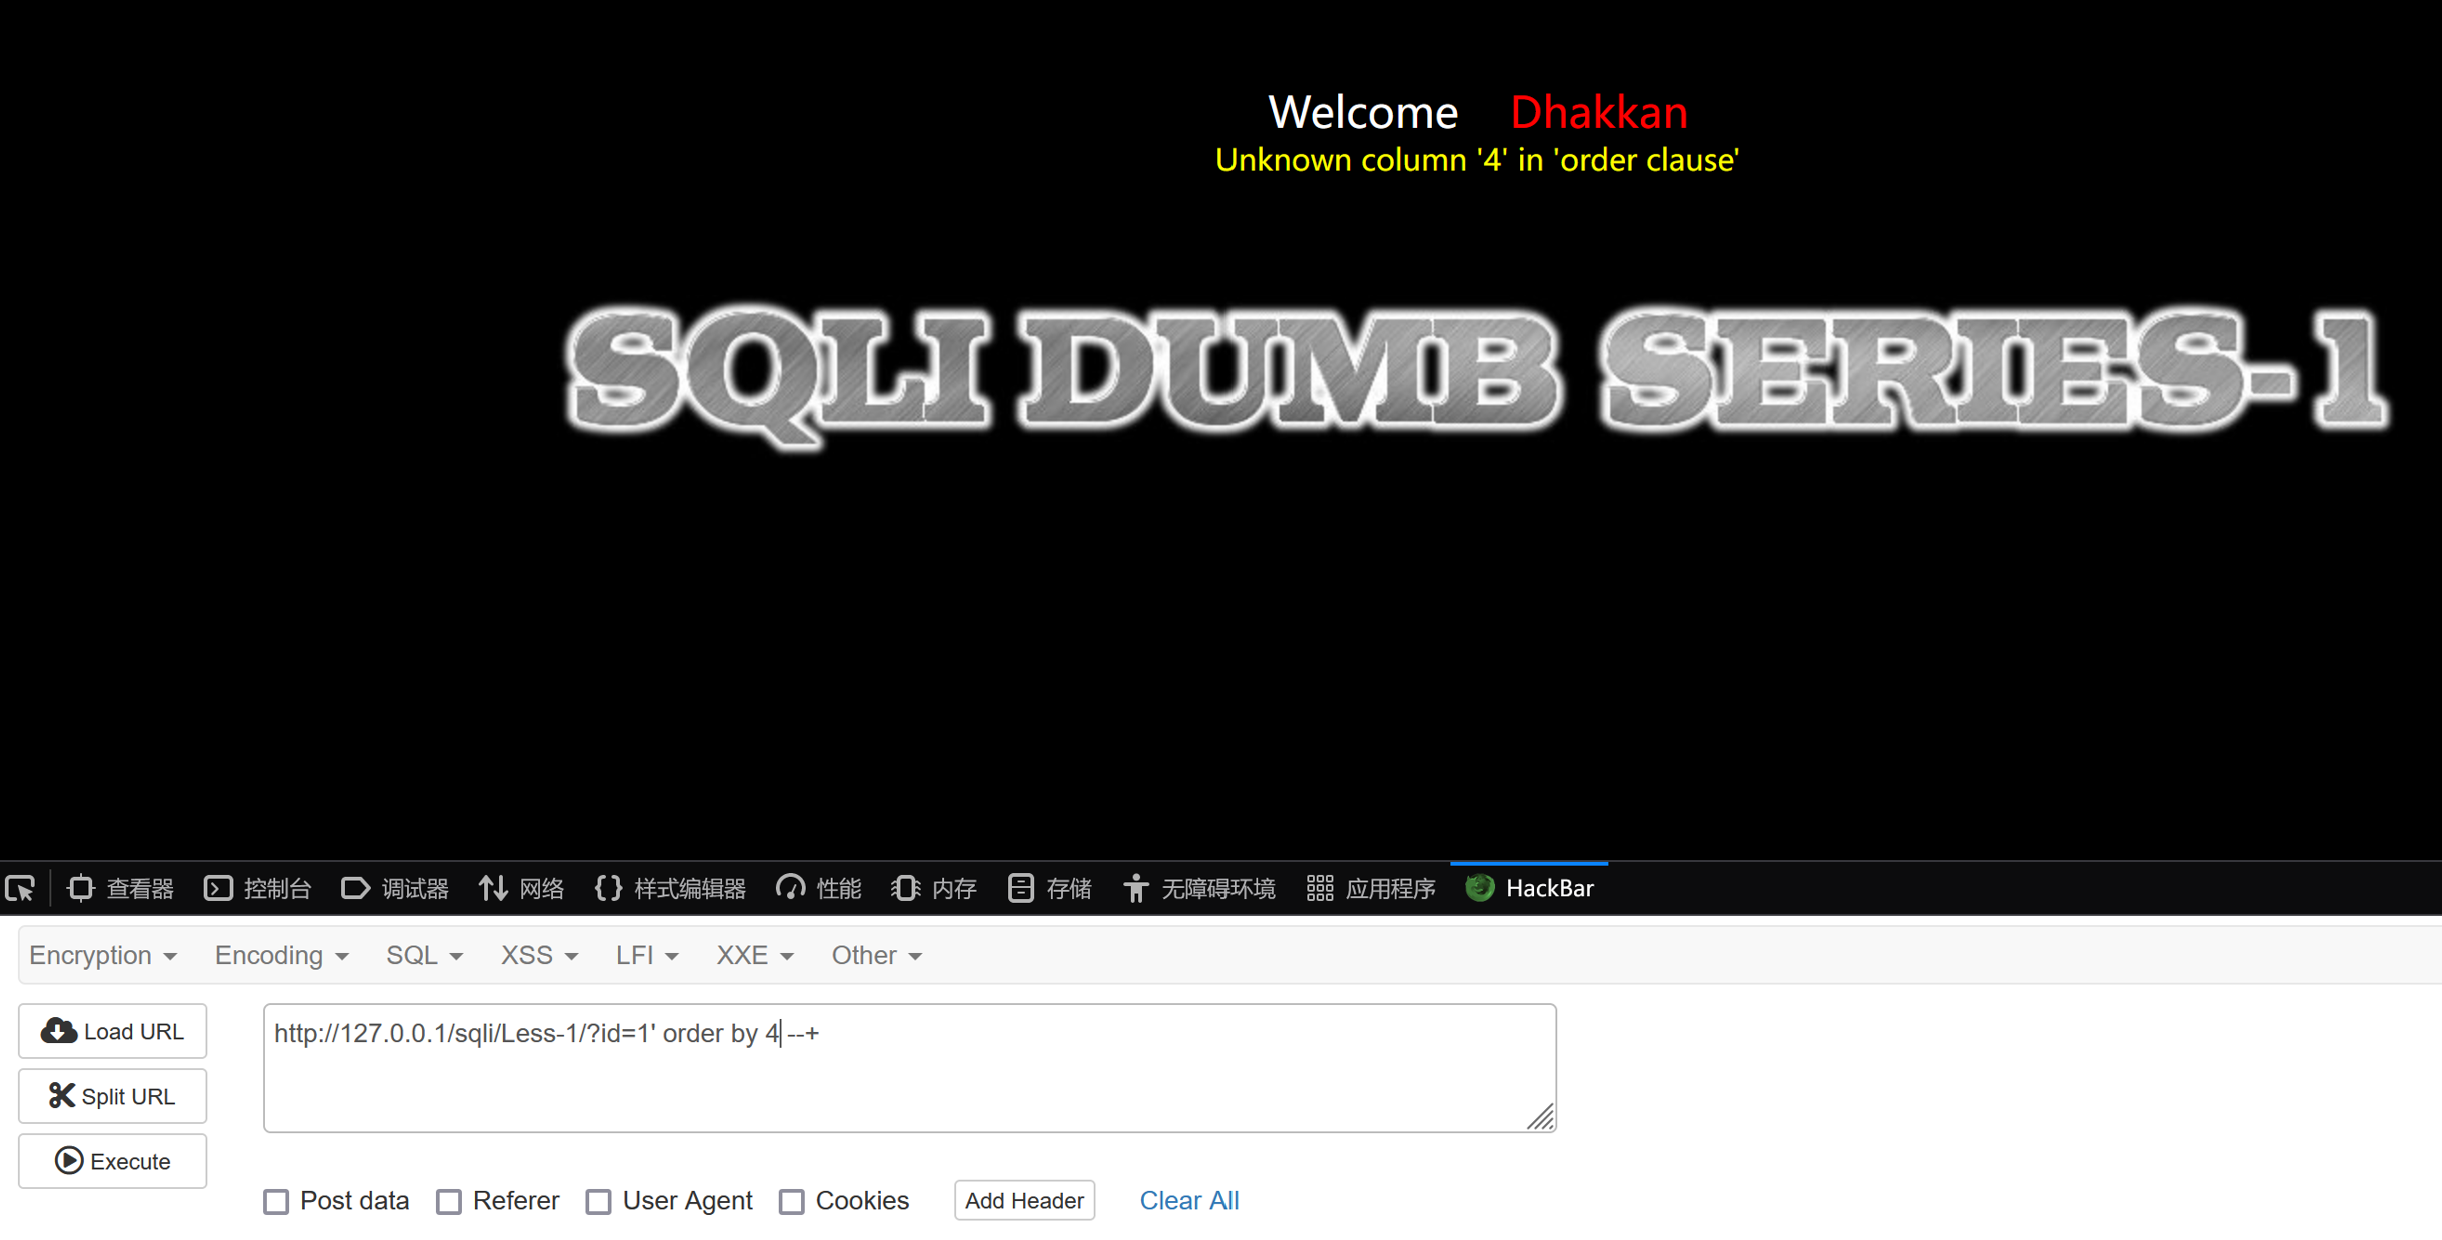 Welcome Dhakkan
Unknown column '4' in 'order clause'
SQLI DUMB SERIES-1
查看器 控制台 调试器 网络 样式编辑器 性能 内存 存储 无障碍环境 应用程序 HackBar
Encryption Encoding SQL XSS LFI XXE Other
Load URL
http://127.0.0.1/sqli/Less-1/?id=1' order by 4 --+
Split URL
Execute
Post data Referer User Agent Cookies Add Header Clear All